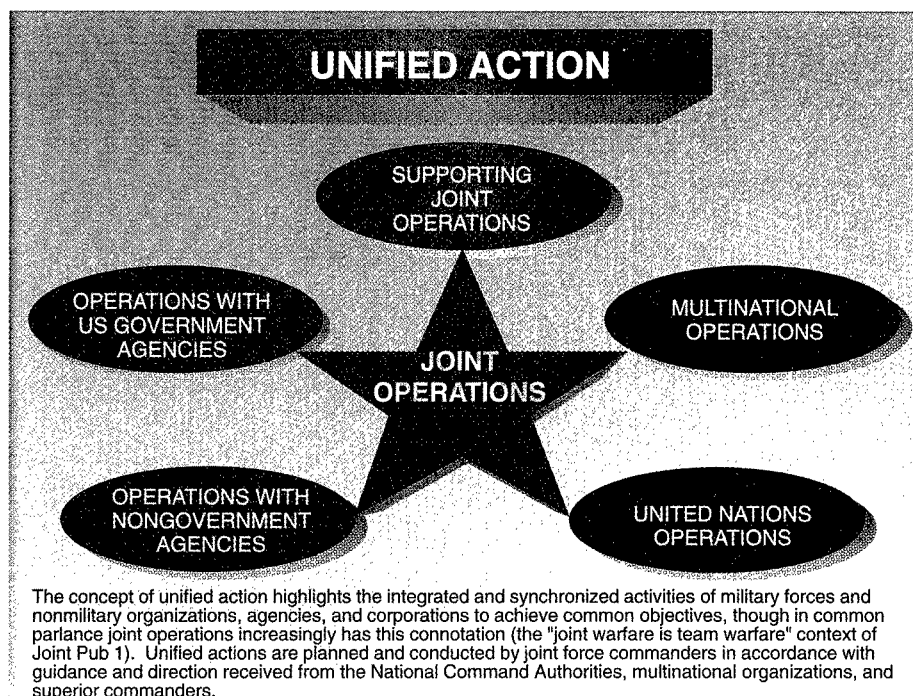 UNIFIED ACTION
SUPPORTING
JOINT
OPERATIONS
OPERATIONS WITH
US GOVERNMENT
AGENCIES
MULTINATIONAL
OPERATIONS
JOINT
OPERATIONS
OPERATIONS WITH
NONGOVERNMENT
AGENCIES
UNITED NATIONS
OPERATIONS
The concept of unified action highlights the integrated and synchronized activities of military forces and
nonmilitary organizations, agencies, and corporations to achieve common objectives, though in common
parlance joint operations increasingly has this connotation (the "joint warfare is team warfare" context of
Joint Pub 1). Unified actions are planned and conducted by joint force commanders in accordance with
guidance and direction received from the National Command Authorities, multinational organizations, and
superior commanders.